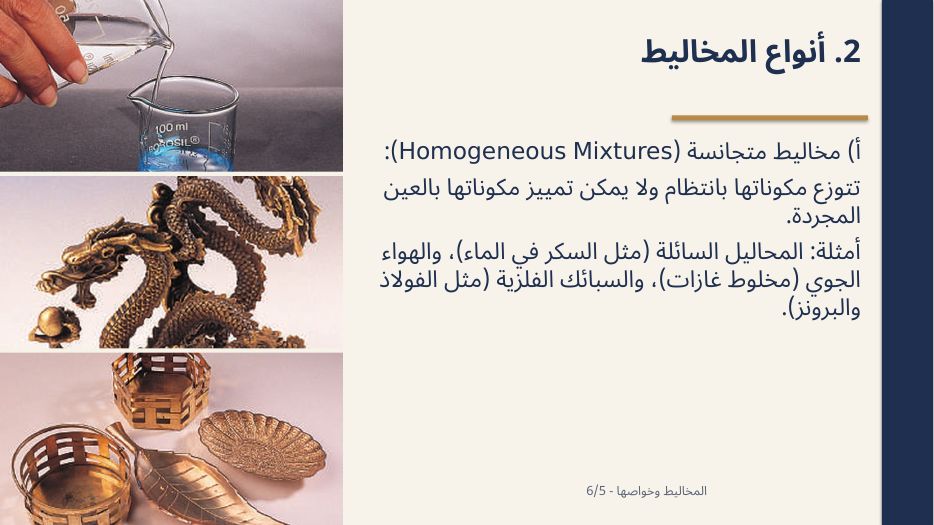 2. أنواع المخاليط
أ) مخاليط متجانسة (Homogeneous Mixtures):
تتوزع مكوناتها بانتظام ولا يمكن تمييز مكوناتها بالعين
المجردة.
أمثلة: المحاليل السائلة (مثل السكر في الماء)، والهواء
الجوي (مخلوط غازات)، والسبائك الفلزية (مثل الفولاذ
والبرونز).
100 ml
BOROSIL®
المخاليط وخواصها - 6/5